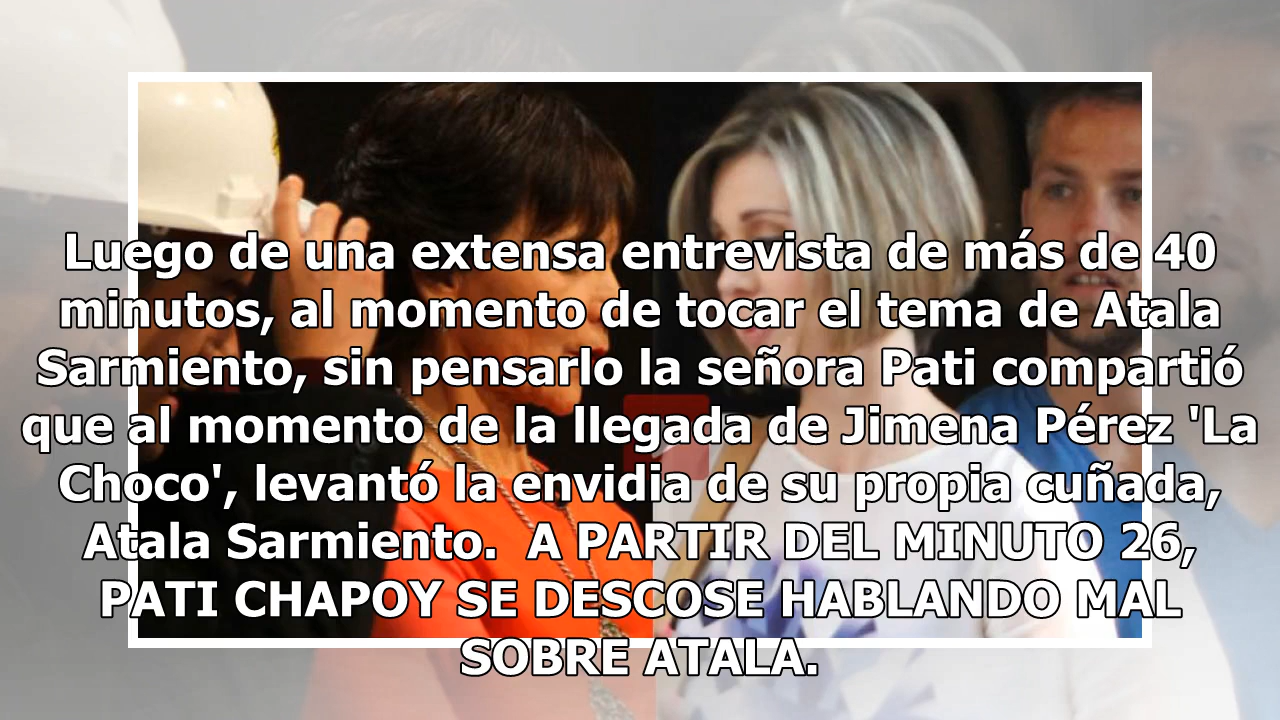 Luego de una extensa entrevista de más de 40
minutos, al momento de tocar el tema de Atala
Sarmiento, sin pensarlo la señora Pati compartió
que al momento de la llegada de Jimena Pérez 'La
Choco', levantó la envidia de su propia cuñada,
Atala Sarmiento.  A PARTIR DEL MINUTO 26,
PATI CHAPOY SE DESCOSE HABLANDO MAL
SOBRE ATALA.